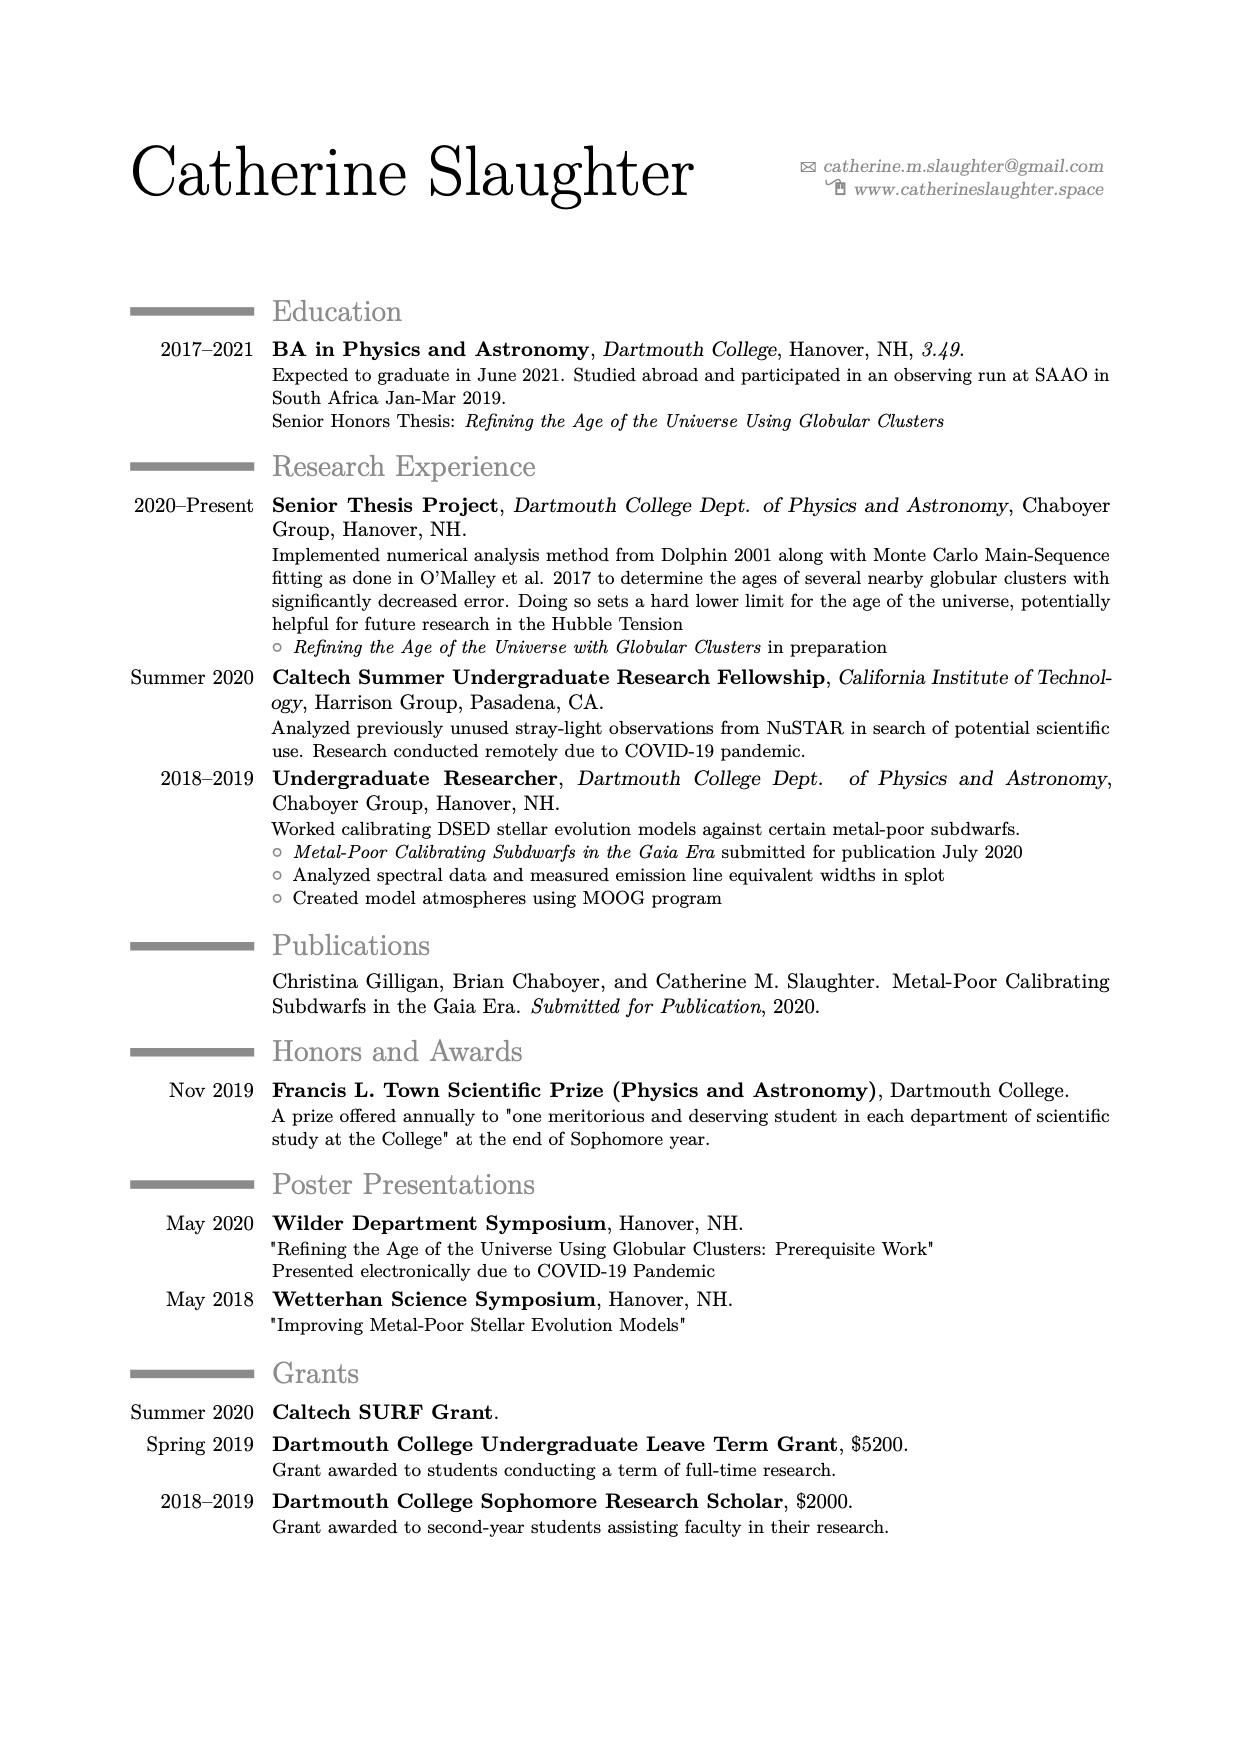 Catherine Slaughter
catherine.m.slaughter@gmail.com
www.catherineslaughter.space
Education
2017–2021 BA in Physics and Astronomy, Dartmouth College, Hanover, NH, 3.49.
Expected to graduate in June 2021. Studied abroad and participated in an observing run at SAAO in
South Africa Jan-Mar 2019.
Senior Honors Thesis: Refining the Age of the Universe Using Globular Clusters
Research Experience
2020–Present Senior Thesis Project, Dartmouth College Dept. of Physics and Astronomy, Chaboyer
Group, Hanover, NH.
Implemented numerical analysis method from Dolphin 2001 along with Monte Carlo Main-Sequence
fitting as done in O'Malley et al. 2017 to determine the ages of several nearby globular clusters with
significantly decreased error. Doing so sets a hard lower limit for the age of the universe, potentially
helpful for future research in the Hubble Tension
○ Refining the Age of the Universe with Globular Clusters in preparation
Summer 2020 Caltech Summer Undergraduate Research Fellowship, California Institute of Technol-
ogy, Harrison Group, Pasadena, CA.
Analyzed previously unused stray-light observations from NuSTAR in search of potential scientific
use. Research conducted remotely due to COVID-19 pandemic.
2018–2019 Undergraduate Researcher, Dartmouth College Dept. of Physics and Astronomy,
Chaboyer Group, Hanover, NH.
Worked calibrating DSED stellar evolution models against certain metal-poor subdwarfs.
○ Metal-Poor Calibrating Subdwarfs in the Gaia Era submitted for publication July 2020
○ Analyzed spectral data and measured emission line equivalent widths in splot
○ Created model atmospheres using MOOG program
Publications
Christina Gilligan, Brian Chaboyer, and Catherine M. Slaughter. Metal-Poor Calibrating
Subdwarfs in the Gaia Era. Submitted for Publication, 2020.
Honors and Awards
Nov 2019 Francis L. Town Scientific Prize (Physics and Astronomy), Dartmouth College.
A prize offered annually to "one meritorious and deserving student in each department of scientific
study at the College" at the end of Sophomore year.
Poster Presentations
May 2020 Wilder Department Symposium, Hanover, NH.
"Refining the Age of the Universe Using Globular Clusters: Prerequisite Work"
Presented electronically due to COVID-19 Pandemic
May 2018 Wetterhan Science Symposium, Hanover, NH.
"Improving Metal-Poor Stellar Evolution Models"
Grants
Summer 2020 Caltech SURF Grant.
Spring 2019 Dartmouth College Undergraduate Leave Term Grant, $5200.
Grant awarded to students conducting a term of full-time research.
2018–2019 Dartmouth College Sophomore Research Scholar, $2000.
Grant awarded to second-year students assisting faculty in their research.